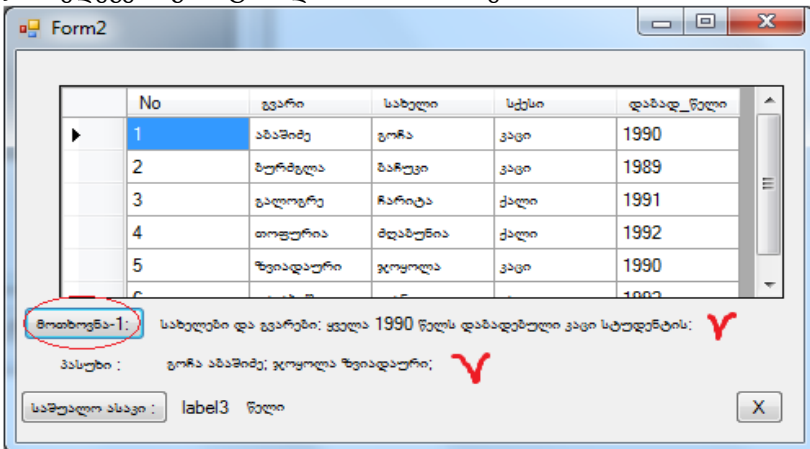 Form2
No გვარი სახელი სქესი დაბად_წელი
1 აბაშიძე გოჩა კაცი 1990
2 ბურძგლა ბაჩუკი კაცი 1989
3 გალოგრე ჩარიტა ქალი 1991
4 თოფურია ძღაბუნია ქალი 1992
5 ზვიადაური ჯოყოლა კაცი 1990
მოთხოვნა-1: სახელები და გვარები: ყველა 1990 წელს დაბადებული კაცი სტუდენტის:
პასუხი : გოჩა აბაშიძე; ჯოყოლა ზვიადაური;
საშუალო ასაკი : label3 წელი X